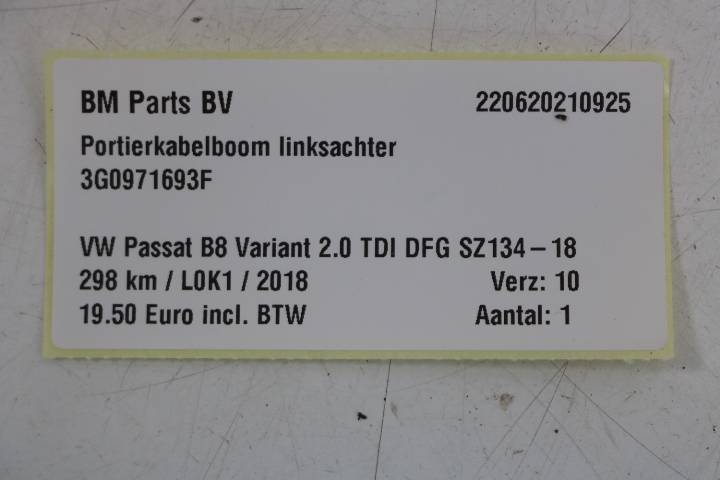 BM Parts BV 220620210925
Portierkabelboom linksachter
3G0971693F
VW Passat B8 Variant 2.0 TDI DFG SZ134 – 18
298 km / L0K1 / 2018 Verz: 10
19.50 Euro incl. BTW Aantal: 1